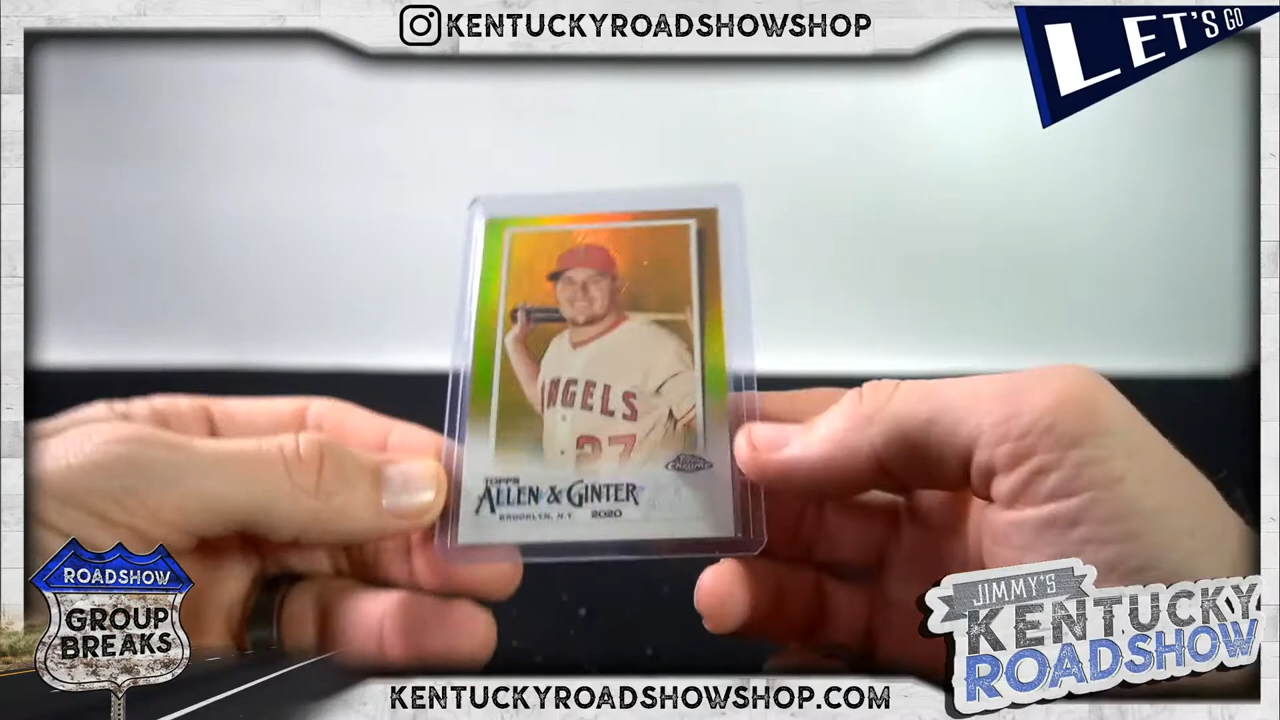 KENTUCKYROADSHOWSHOP
LET'S GO
ANGELS
27
TOPPS
CHROME
ALLEN & GINTER
BROOKLYN, N.Y. 2020
ROADSHOW
GROUP
BREAKS
JIMMY'S
KENTUCKY
ROADSHOW
KENTUCKYROADSHOWSHOP.COM